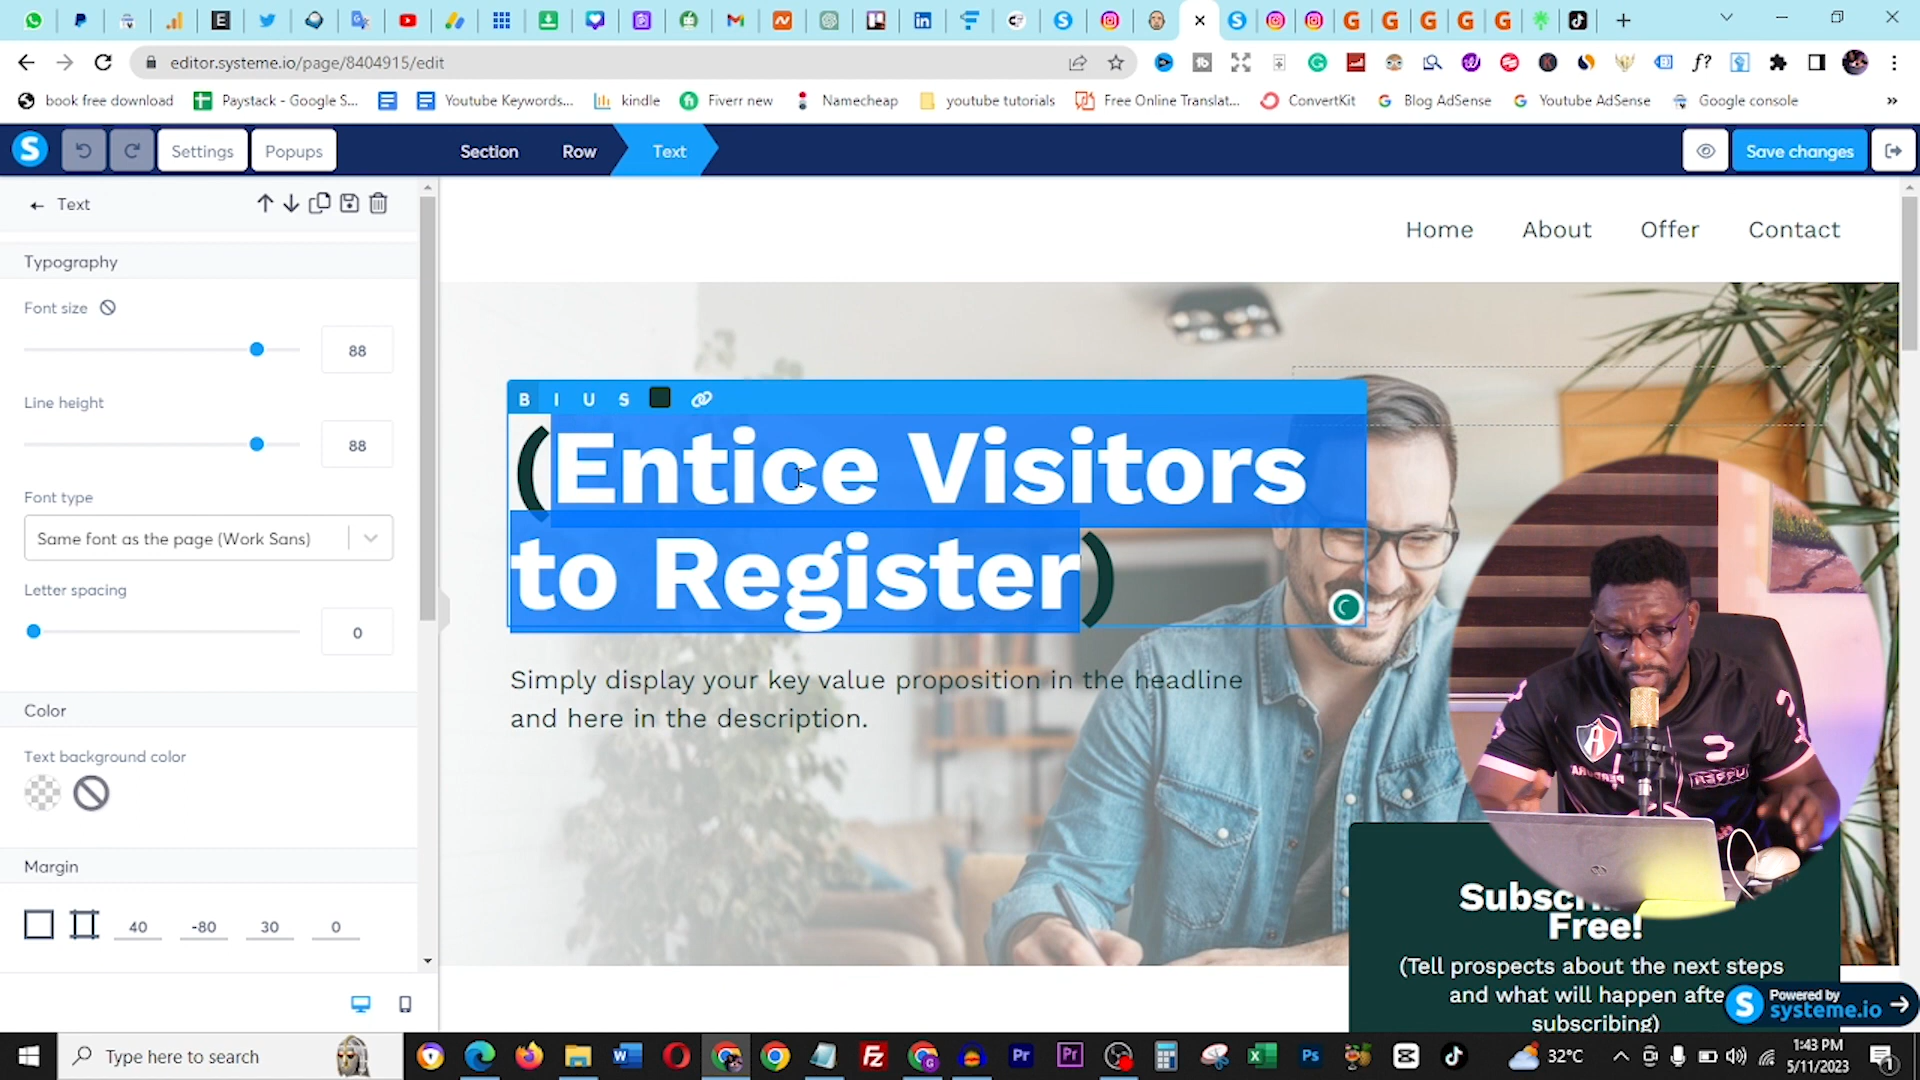 editor.systeme.io/page/8404915/edit
book free download
Paystack - Google S...
Youtube Keywords...
kindle
Fiverr new
Namecheap
youtube tutorials
Free Online Translat...
ConvertKit
Blog AdSense
Youtube AdSense
Google console
Settings
Popups
Section
Row
Text
Save changes
Text
Typography
Font size
88
Line height
88
Font type
Same font as the page (Work Sans)
Letter spacing
0
Color
Text background color
Margin
40 -80 30 0
Home About Offer Contact
B I U S
(Entice Visitors
to Register)
Simply display your key value proposition in the headline
and here in the description.
Free!
(Tell prospects about the next steps
and what will happen
subscribing)
Powered by
systeme.io
Type here to search
32°C
1:43 PM
5/11/2023